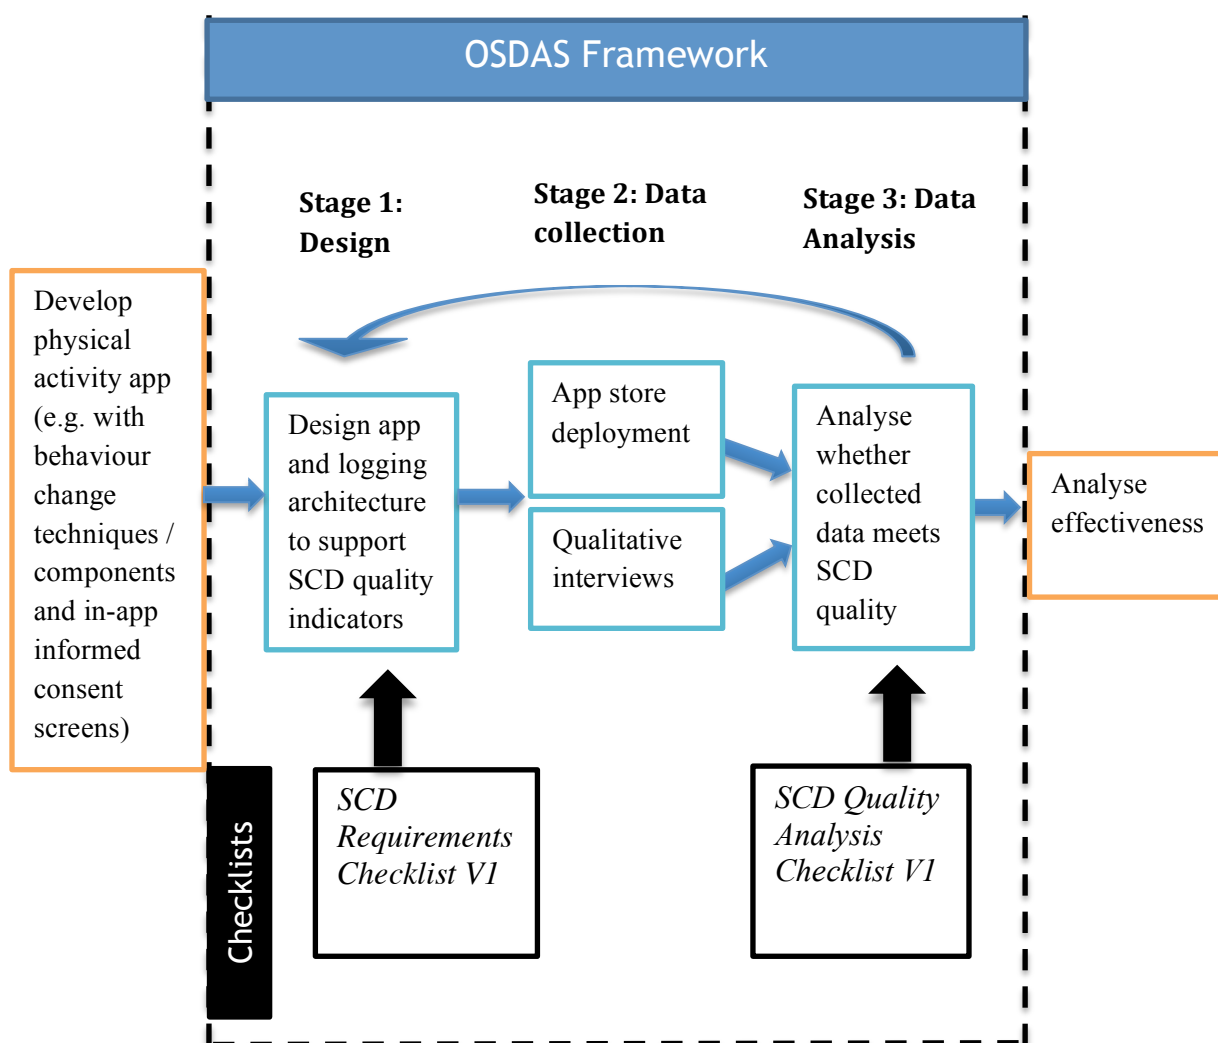 OSDAS Framework
Stage 1:
Design
Stage 2: Data
collection
Stage 3: Data
Analysis
Develop
physical
activity app
(e.g. with
behaviour
change
techniques /
components
and in-app
informed
consent
screens)
Design app
and logging
architecture
to support
SCD quality
indicators
App store
deployment
Qualitative
interviews
Analyse
whether
collected
data meets
SCD
quality
Analyse
effectiveness
Checklists
SCD
Requirements
Checklist V1
SCD Quality
Analysis
Checklist V1